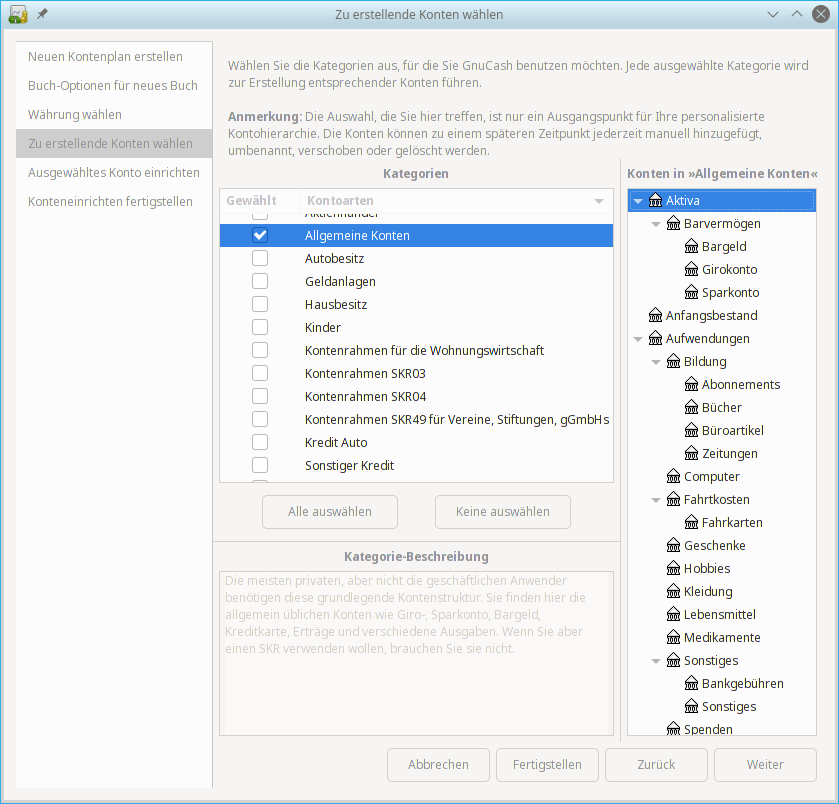 Zu erstellende Konten wählen
Neuen Kontenplan erstellen
Buch-Optionen für neues Buch
Währung wählen
Zu erstellende Konten wählen
Ausgewähltes Konto einrichten
Konteneinrichten fertigstellen
Wählen Sie die Kategorien aus, für die Sie GnuCash benutzen möchten. Jede ausgewählte Kategorie wird
zur Erstellung entsprechender Konten führen.
Anmerkung: Die Auswahl, die Sie hier treffen, ist nur ein Ausgangspunkt für Ihre personalisierte
Kontohierarchie. Die Konten können zu einem späteren Zeitpunkt jederzeit manuell hinzugefügt,
umbenannt, verschoben oder gelöscht werden.
Kategorien
Gewählt Kontoarten
Aktienhandel
Allgemeine Konten
Autobesitz
Geldanlagen
Hausbesitz
Kinder
Kontenrahmen für die Wohnungswirtschaft
Kontenrahmen SKR03
Kontenrahmen SKR04
Kontenrahmen SKR49 für Vereine, Stiftungen, gGmbHs
Kredit Auto
Sonstiger Kredit
Alle auswählen
Keine auswählen
Kategorie-Beschreibung
Die meisten privaten, aber nicht die geschäftlichen Anwender
benötigen diese grundlegende Kontenstruktur. Sie finden hier die
allgemein üblichen Konten wie Giro-, Sparkonto, Bargeld,
Kreditkarte, Erträge und verschiedene Ausgaben. Wenn Sie aber
einen SKR verwenden wollen, brauchen Sie sie nicht.
Konten in »Allgemeine Konten«
Aktiva
Barvermögen
Bargeld
Girokonto
Sparkonto
Anfangsbestand
Aufwendungen
Bildung
Abonnements
Bücher
Büroartikel
Zeitungen
Computer
Fahrtkosten
Fahrkarten
Geschenke
Hobbies
Kleidung
Lebensmittel
Medikamente
Sonstiges
Bankgebühren
Sonstiges
Spenden
Abbrechen
Fertigstellen
Zurück
Weiter